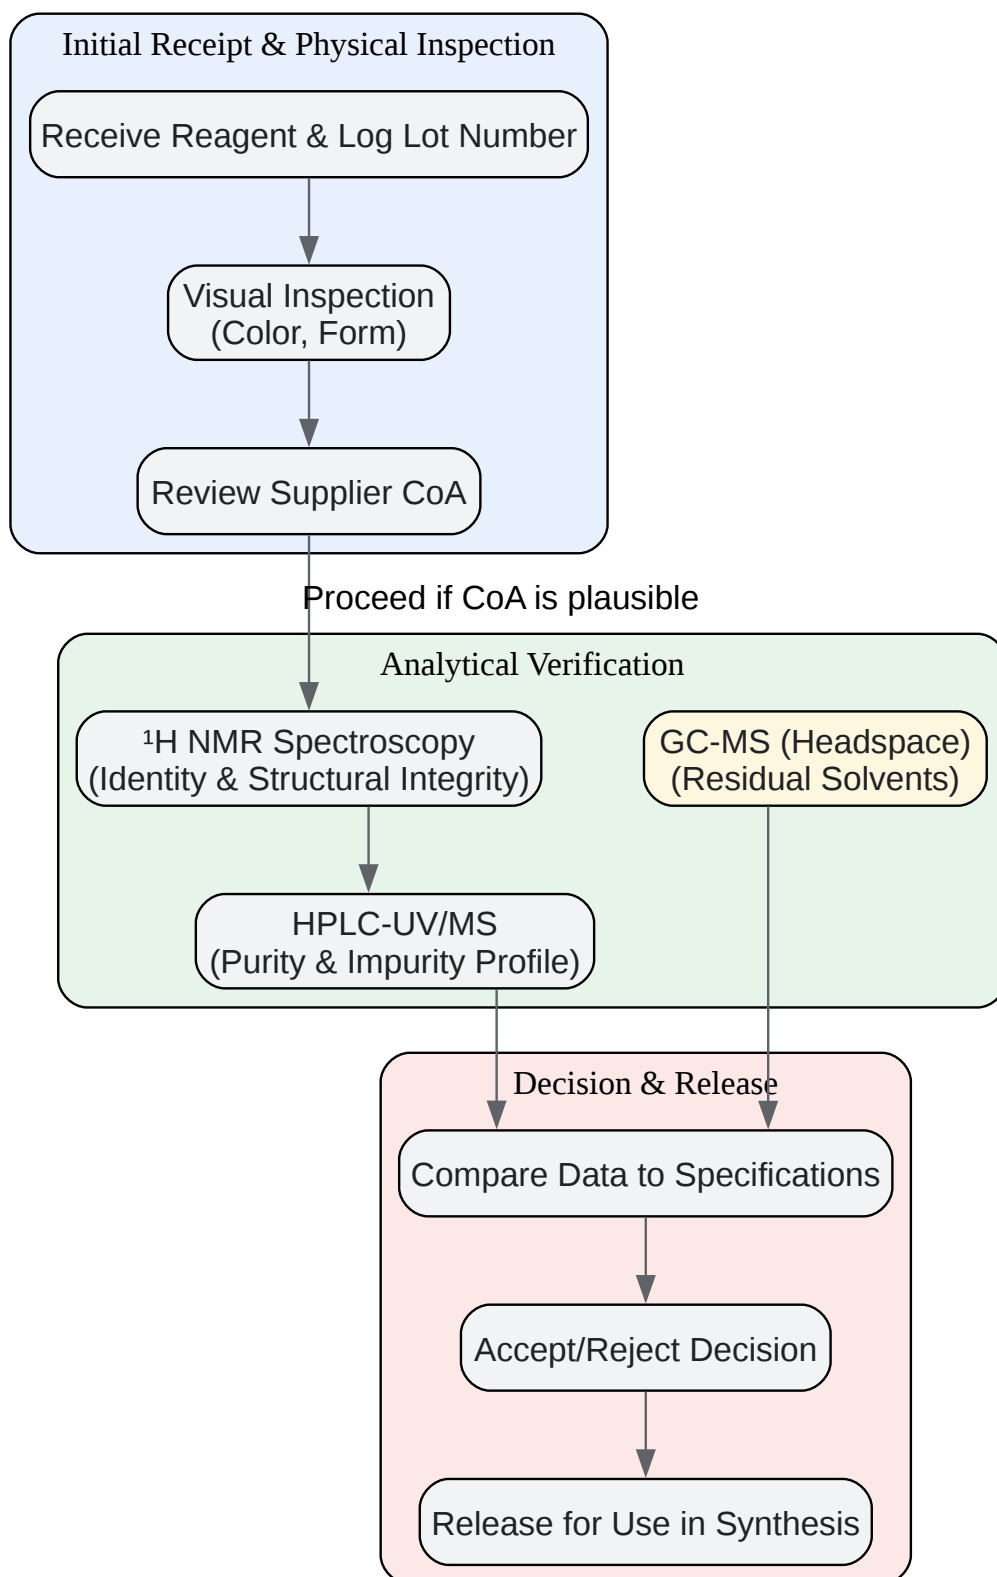 Initial Receipt & Physical Inspection
Receive Reagent & Log Lot Number
Visual Inspection
(Color, Form)
Review Supplier CoA
Proceed if CoA is plausible
Analytical Verification
¹H NMR Spectroscopy
(Identity & Structural Integrity)
GC-MS (Headspace)
(Residual Solvents)
HPLC-UV/MS
(Purity & Impurity Profile)
Decision & Release
Compare Data to Specifications
Accept/Reject Decision
Release for Use in Synthesis